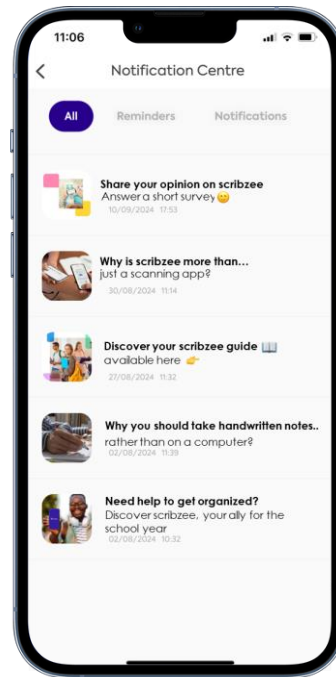 11:06
Notification Centre
All Reminders Notifications
Share your opinion on scribzee
Answer a short survey😊
10/09/2024 17:53
Why is scribzee more than...
just a scanning app?
30/08/2024 11:14
Discover your scribzee guide 📖
available here 👉
27/08/2024 11:32
Why you should take handwritten notes..
rather than on a computer?
02/08/2024 11:39
Need help to get organized?
Discover scribzee, your ally for the
school year
02/08/2024 10:32